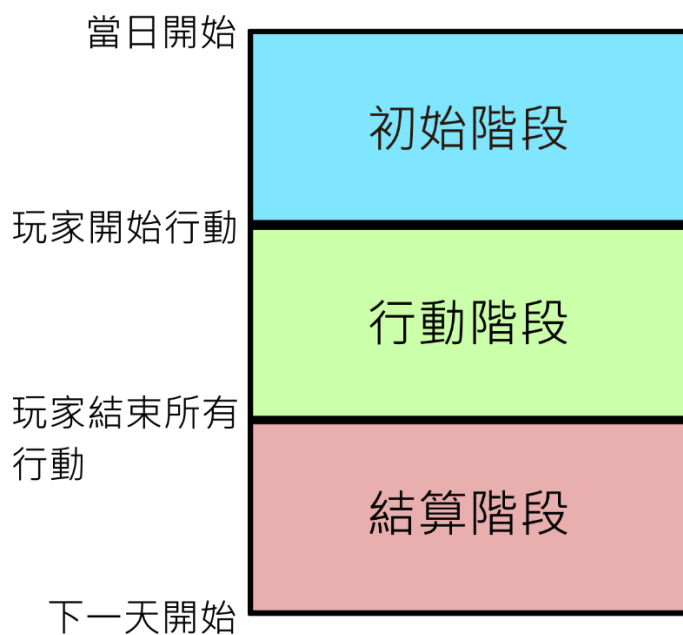 當日開始
初始階段
玩家開始行動
行動階段
玩家結束所有
行動
結算階段
下一天開始